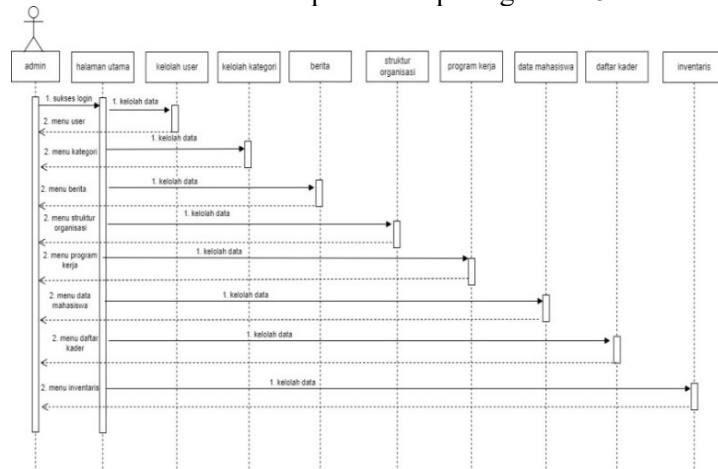 admin
halaman utama
kelolah user
kelolah kategori
berita
struktur
organisasi
program kerja
data mahasiswa
daftar kader
inventaris
1. sukses login
1. kelolah data
2. menu user
1. kelolah data
2. menu kategori
1. kelolah data
2. menu berita
1. kelolah data
2. menu struktur
organisasi
1. kelolah data
2. menu program
kerja
1. kelolah data
2. menu data
mahasiswa
1. kelolah data
2. menu daftar
kader
1. kelolah data
2. menu inventaris